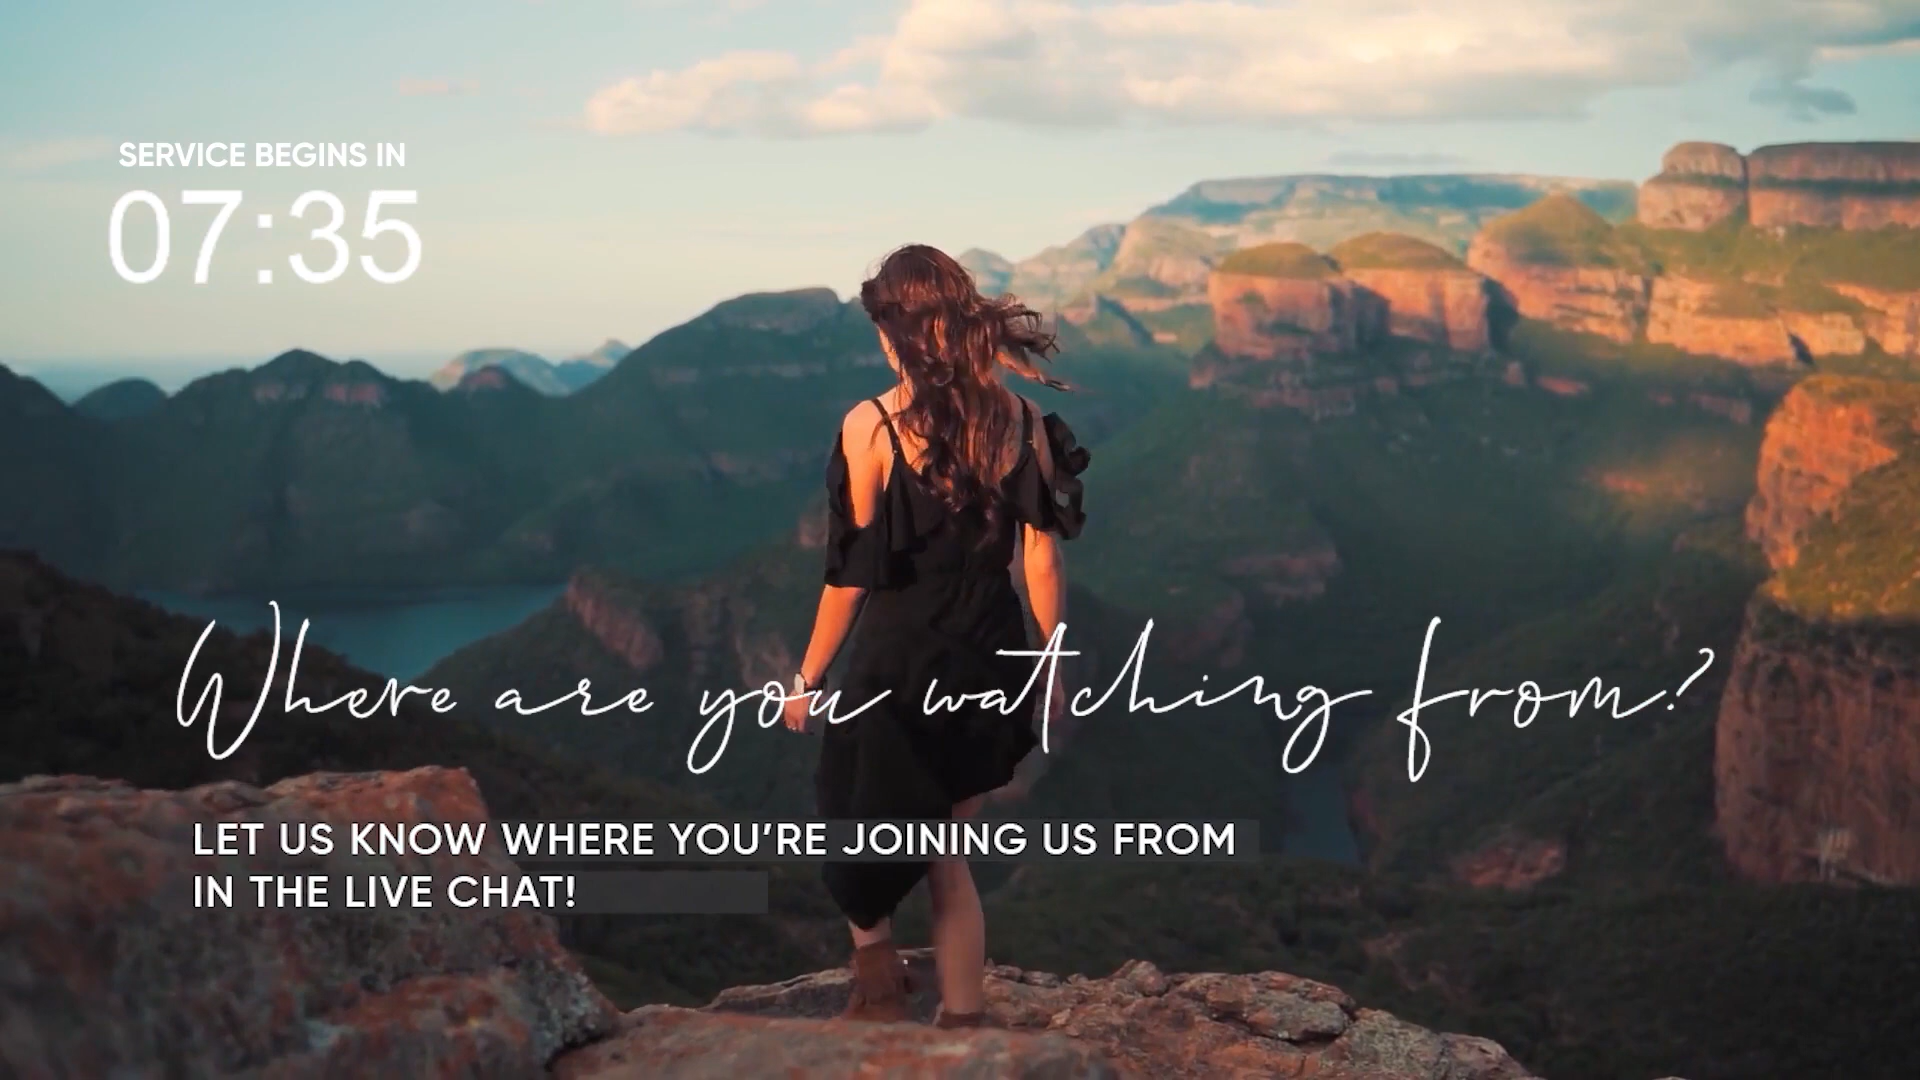 SERVICE BEGINS IN
07:35
Where are you watching from?
LET US KNOW WHERE YOU’RE JOINING US FROM
IN THE LIVE CHAT!